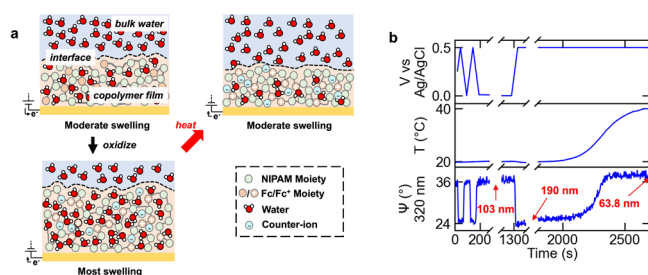 a
bulk water
interface
copolymer film
e⁻
Moderate swelling
oxidize
heat
e⁻
Most swelling
e⁻
Moderate swelling
NIPAM Moiety
Fc/Fc⁺ Moiety
Water
Counter-ion
b
V vs
Ag/AgCl
0.5
0.0
T (°C)
40
20
Ψ (°)
320 nm
36
24
103 nm
190 nm
63.8 nm
0 200 1300 2000 2500
Time (s)